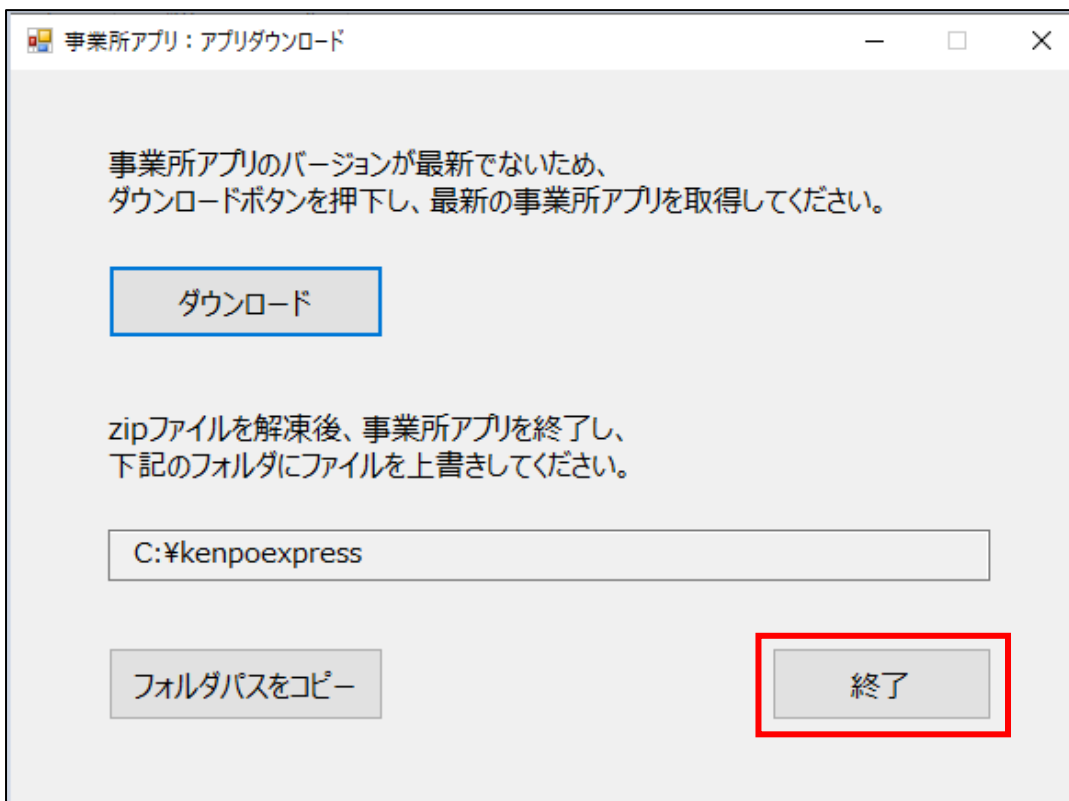 事業所アプリ：アプリダウンロード
事業所アプリのバージョンが最新でないため、
ダウンロードボタンを押下し、最新の事業所アプリを取得してください。
ダウンロード
zipファイルを解凍後、事業所アプリを終了し、
下記のフォルダにファイルを上書きしてください。
C:¥kenpoexpress
フォルダパスをコピー
終了